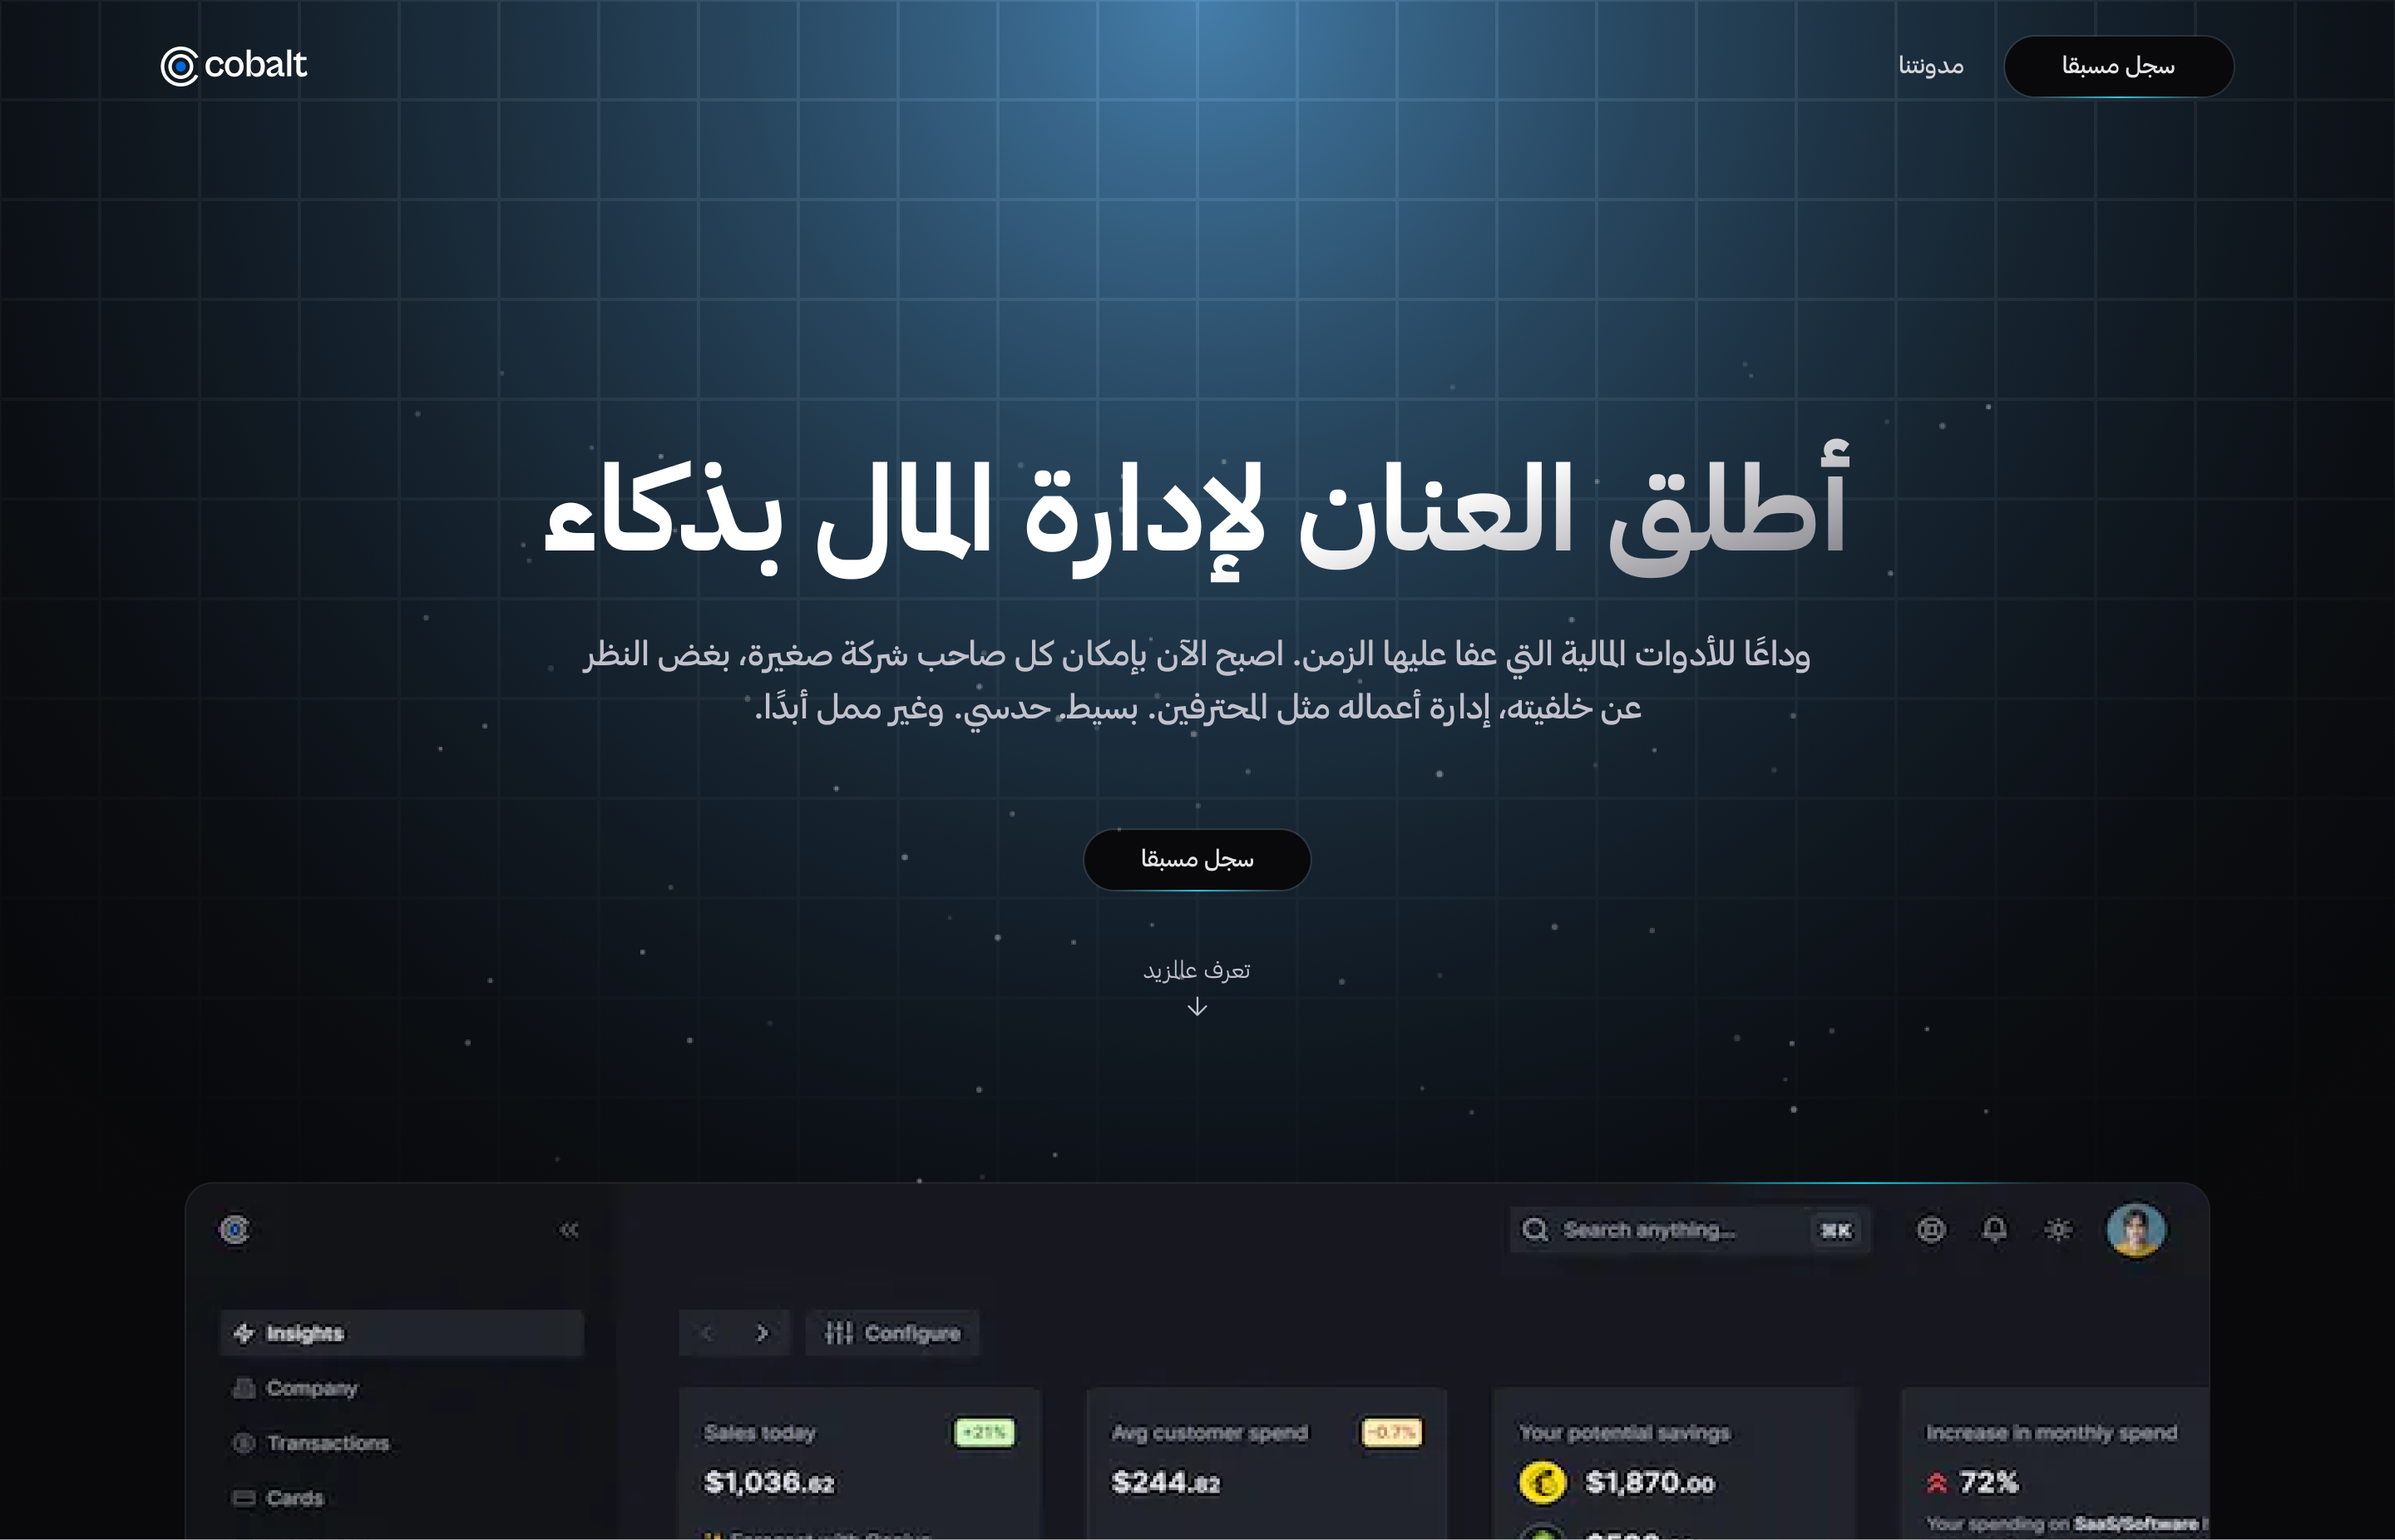 cobalt
مدونتنا
سجل مسبقا
أطلق العنان لإدارة المال بذكاء
وداعًا للأدوات المالية التي عفا عليها الزمن. اصبح الآن بإمكان كل صاحب شركة صغيرة، بغض النظر
عن خلفيته، إدارة أعماله مثل المحترفين. بسيط. حدسي. وغير ممل أبدًا.
سجل مسبقا
تعرف عالمزيد
Search anything... ⌘K
Insights
Configure
Company
Transactions
Cards
Sales today +21%
$1,036.62
Avg customer spend -0.7%
$244.82
Your potential savings
$1,870.00
Increase in monthly spend
72%
Your spending on SaaS/Software